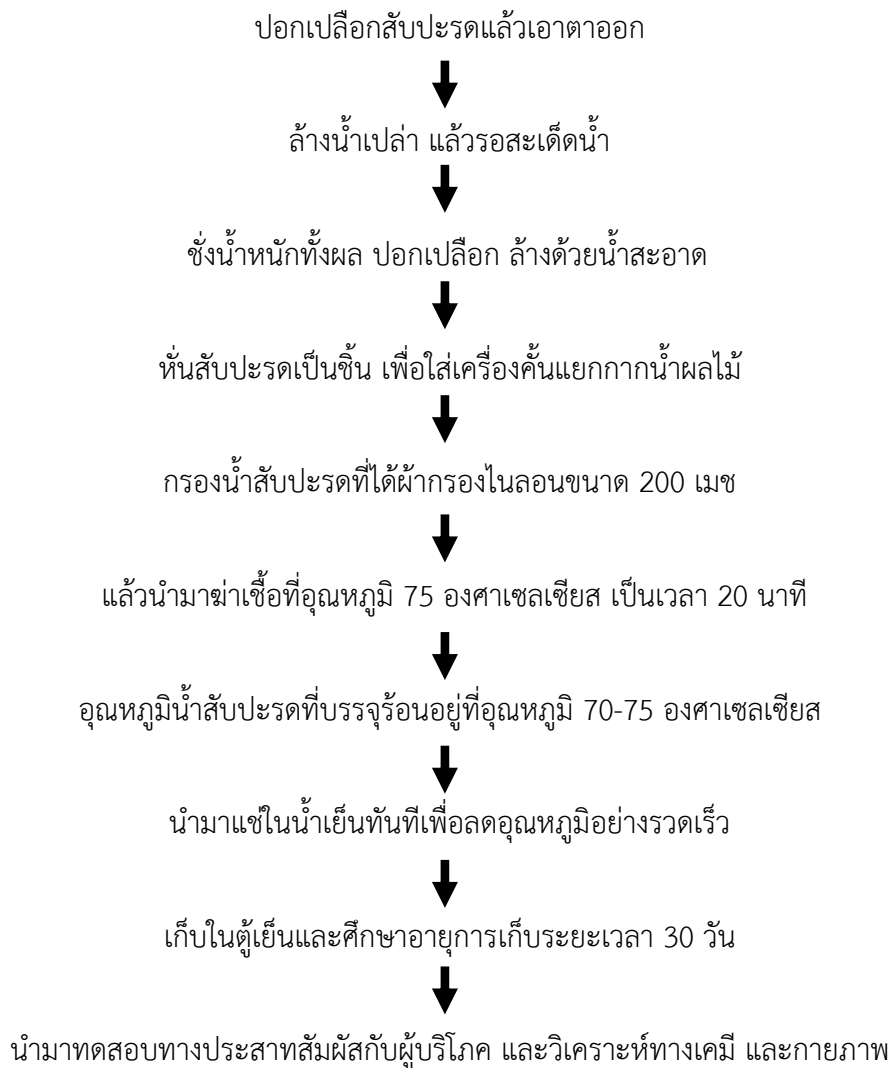 ปอกเปลือกสับปะรดแล้วเอาตาออก
ล้างน้ำเปล่า แล้วรอสะเด็ดน้ำ
ชั่งน้ำหนักทั้งผล ปอกเปลือก ล้างด้วยน้ำสะอาด
หั่นสับปะรดเป็นชิ้น เพื่อใส่เครื่องคั้นแยกกากน้ำผลไม้
กรองน้ำสับปะรดที่ได้ผ้ากรองไนลอนขนาด 200 เมช
แล้วนำมาฆ่าเชื้อที่อุณหภูมิ 75 องศาเซลเซียส เป็นเวลา 20 นาที
อุณหภูมิน้ำสับปะรดที่บรรจุร้อนอยู่ที่อุณหภูมิ 70-75 องศาเซลเซียส
นำมาแช่ในน้ำเย็นทันทีเพื่อลดอุณหภูมิอย่างรวดเร็ว
เก็บในตู้เย็นและศึกษาอายุการเก็บระยะเวลา 30 วัน
นำมาทดสอบทางประสาทสัมผัสกับผู้บริโภค และวิเคราะห์ทางเคมี และกายภาพ